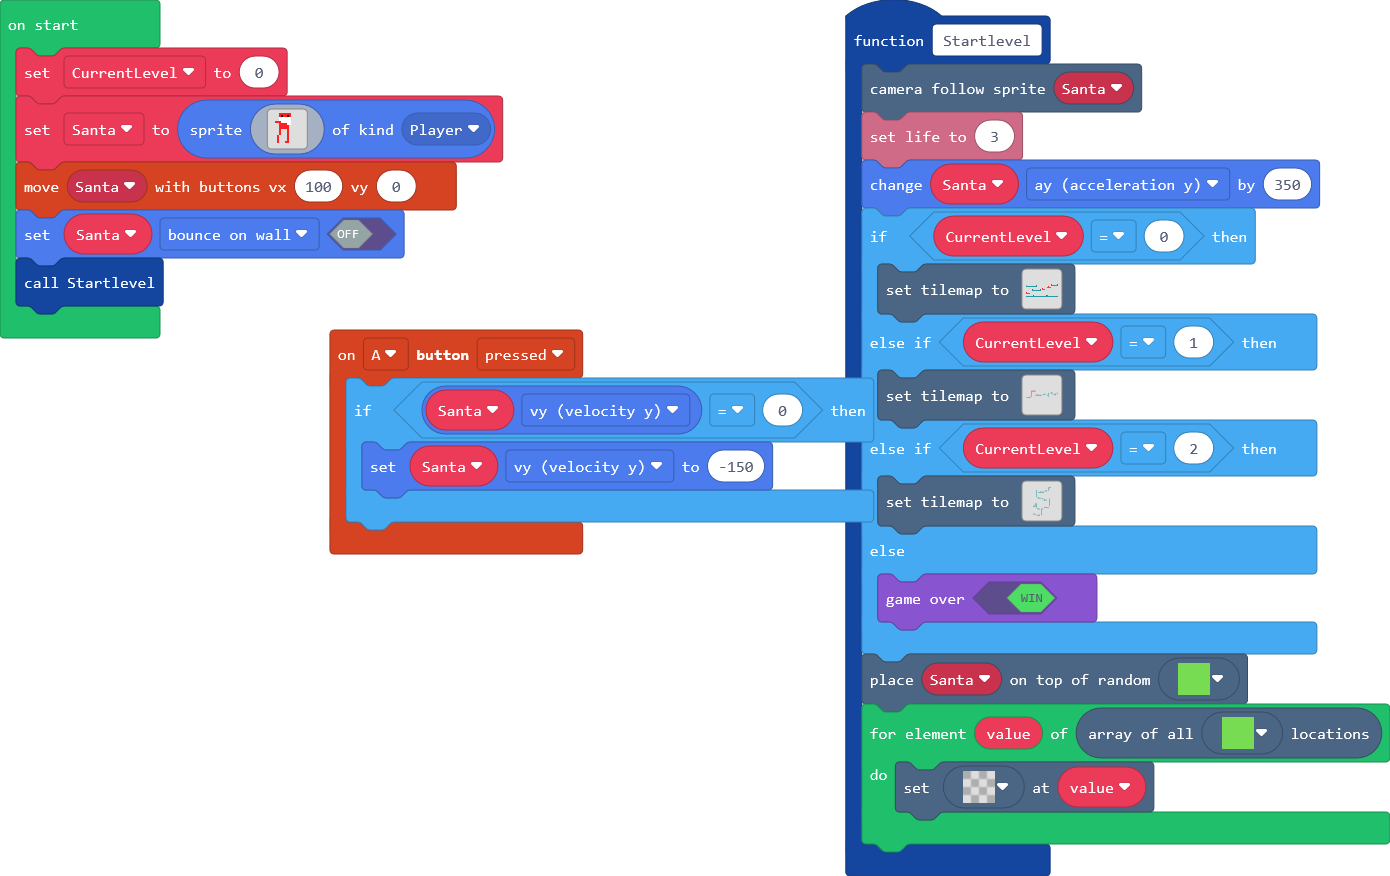 on start
set CurrentLevel to 0
set Santa to sprite of kind Player
move Santa with buttons vx 100 vy 0
set Santa bounce on wall OFF
call Startlevel
on A button pressed
if Santa vy (velocity y) = 0 then
set Santa vy (velocity y) to -150
function Startlevel
camera follow sprite Santa
set life to 3
change Santa ay (acceleration y) by 350
if CurrentLevel = 0 then
set tilemap to
else if CurrentLevel = 1 then
set tilemap to
else if CurrentLevel = 2 then
set tilemap to
else
game over WIN
place Santa on top of random
for element value of array of all locations
do
set at value